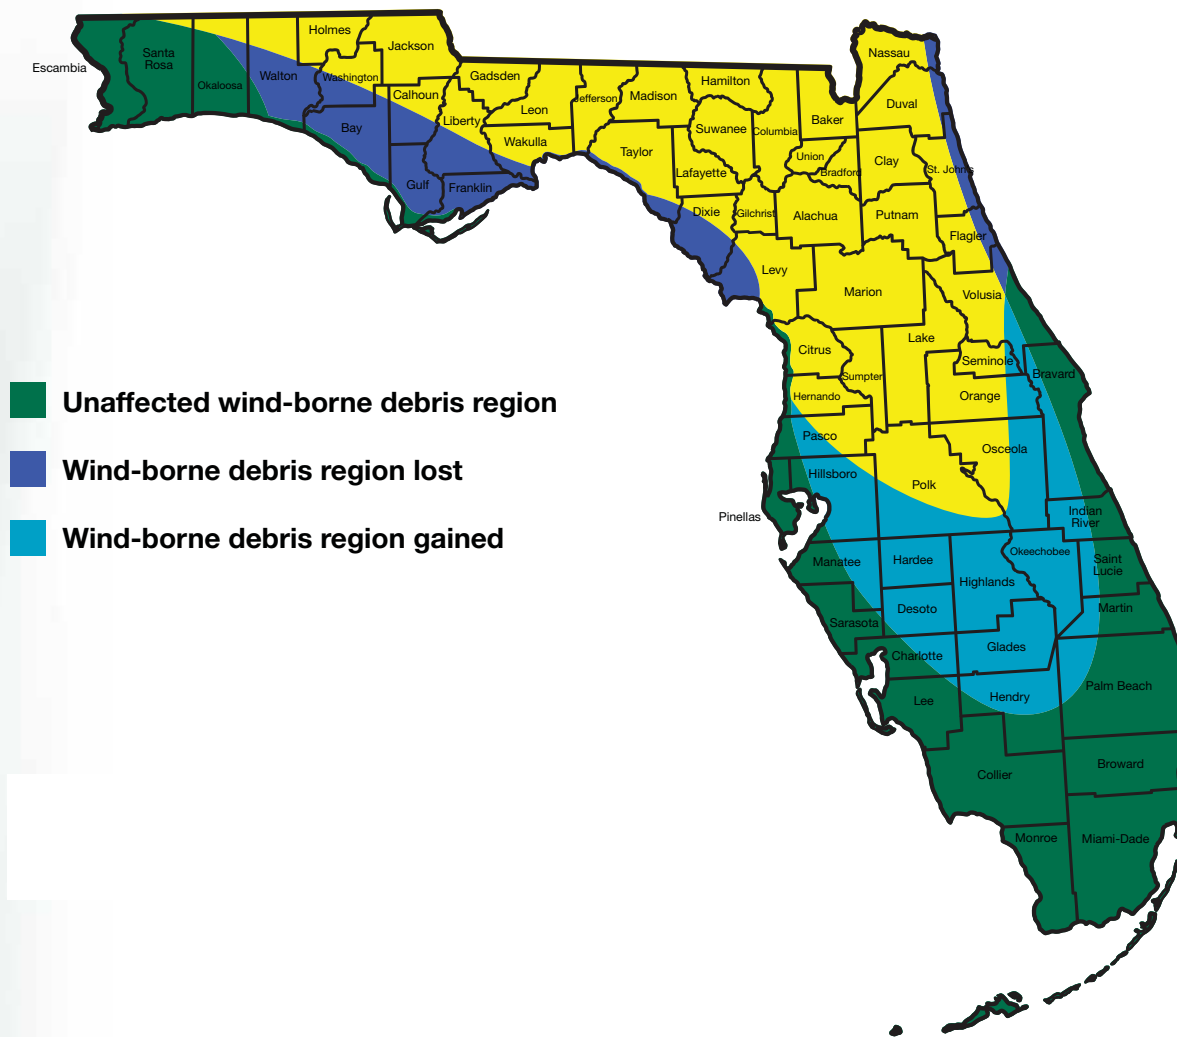 Holmes
Jackson
Nassau
Escambia
Santa
Rosa
Okaloosa
Walton
Washington
Gadsden
Calhoun
Leon
Jefferson
Madison
Hamilton
Duval
Baker
Bay
Liberty
Wakulla
Taylor
Suwanee
Columbia
Union
Bradford
Clay
St. Johns
Gulf
Franklin
Lafayette
Dixie
Gilchrist
Alachua
Putnam
Flagler
Levy
Marion
Volusia
Citrus
Lake
Sumpter
Seminole
Bravard
Hernando
Orange
Unaffected wind-borne debris region
Pasco
Osceola
Wind-borne debris region lost
Hillsboro
Polk
Pinellas
Indian
River
Wind-borne debris region gained
Manatee
Hardee
Okeechobee
Saint
Lucie
Highlands
Desoto
Martin
Sarasota
Charlotte
Glades
Lee
Hendry
Palm Beach
Collier
Broward
Monroe
Miami-Dade